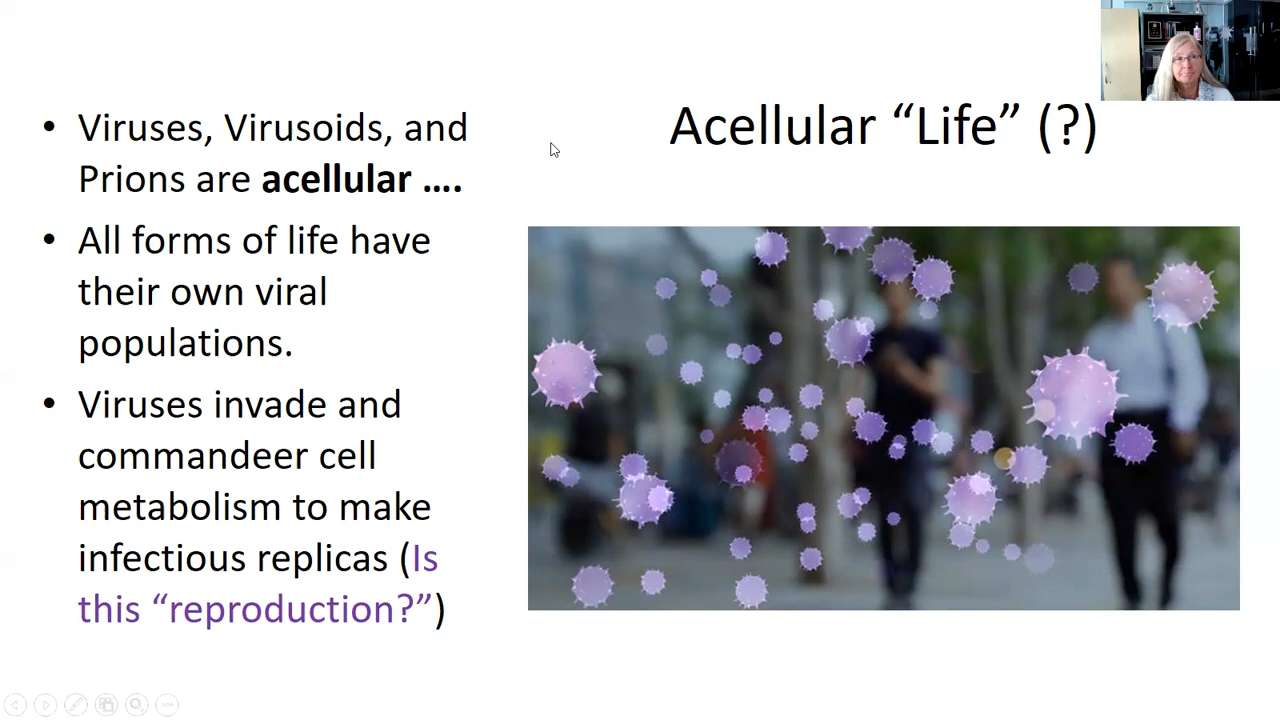 Acellular “Life” (?)
• Viruses, Virusoids, and
Prions are acellular ....
• All forms of life have
their own viral
populations.
• Viruses invade and
commandeer cell
metabolism to make
infectious replicas (Is
this “reproduction?”)